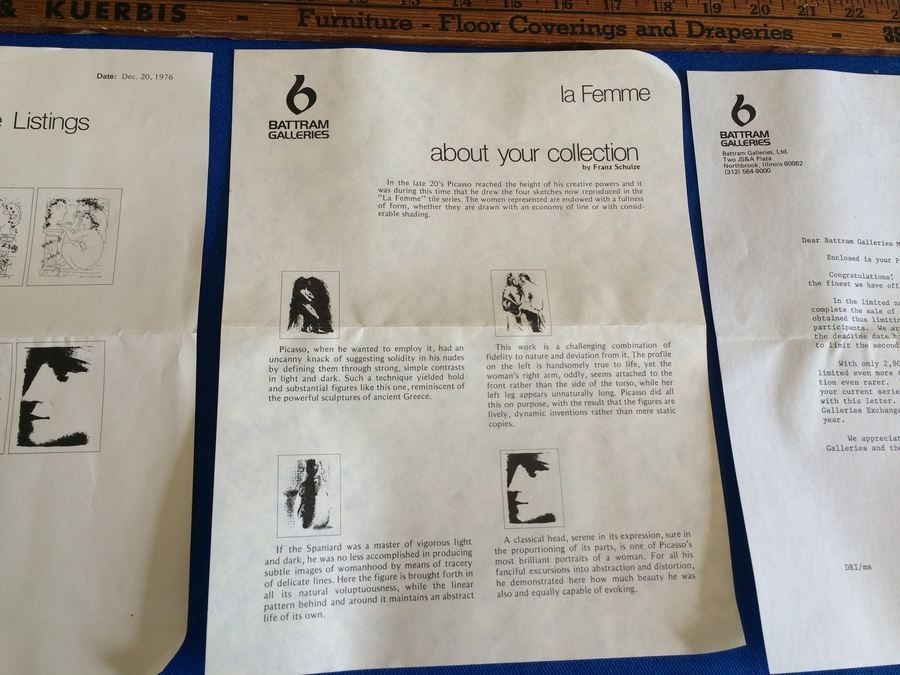 & KUERBIS - Furniture - Floor Coverings and Draperies -
12 13 14 15 16 17 18 19 20 21 22
Date: Dec. 20, 1976
Listings
BATTRAM
GALLERIES
la Femme
about your collection
by Franz Schulze
In the late 20's Picasso reached the height of his creative powers and it
was during this time that he drew the four sketches now reproduced in the
"La Femme" tile series. The women represented are endowed with a fullness
of form, whether they are drawn with an economy of line or with consid-
erable shading.
Picasso, when he wanted to employ it, had an
uncanny knack of suggesting solidity in his nudes
by defining them through strong, simple contrasts
in light and dark. Such a technique yielded bold
and substantial figures like this one, reminiscent of
the powerful sculptures of ancient Greece.
This work is a challenging combination of
fidelity to nature and deviation from it. The profile
on the left is handsomely true to life, yet the
woman's right arm, oddly, seems attached to the
front rather than the side of the torso, while her
left leg appears unnaturally long. Picasso did all
this on purpose, with the result that the figures are
lively, dynamic inventions rather than mere static
copies.
If the Spaniard was a master of vigorous light
and dark, he was no less accomplished in producing
subtle images of womanhood by means of tracery
of delicate lines. Here the figure is brought forth in
all its natural voluptuousness, while the linear
pattern behind and around it maintains an abstract
life of its own.
A classical head, serene in its expression, sure in
the proportioning of its parts, is one of Picasso's
most brilliant portraits of a woman. For all his
fanciful excursions into abstraction and distortion,
he demonstrated here how much beauty he was
also and equally capable of evoking.
BATTRAM
GALLERIES
Battram Galleries, Ltd.
Two JS&A Plaza
Northbrook, Illinois 60062
(312) 564-9000
Dear Battram Galleries
Enclosed is your
Congratulations!
the finest we have
In the limited
complete the sale of
obtained thus
participants. We
the deadline date
to limit the second
With only
limited even more
tion even rarer.
your current
with this letter.
Galleries Exchange
year.
We
Galleries and the
DRI/ms